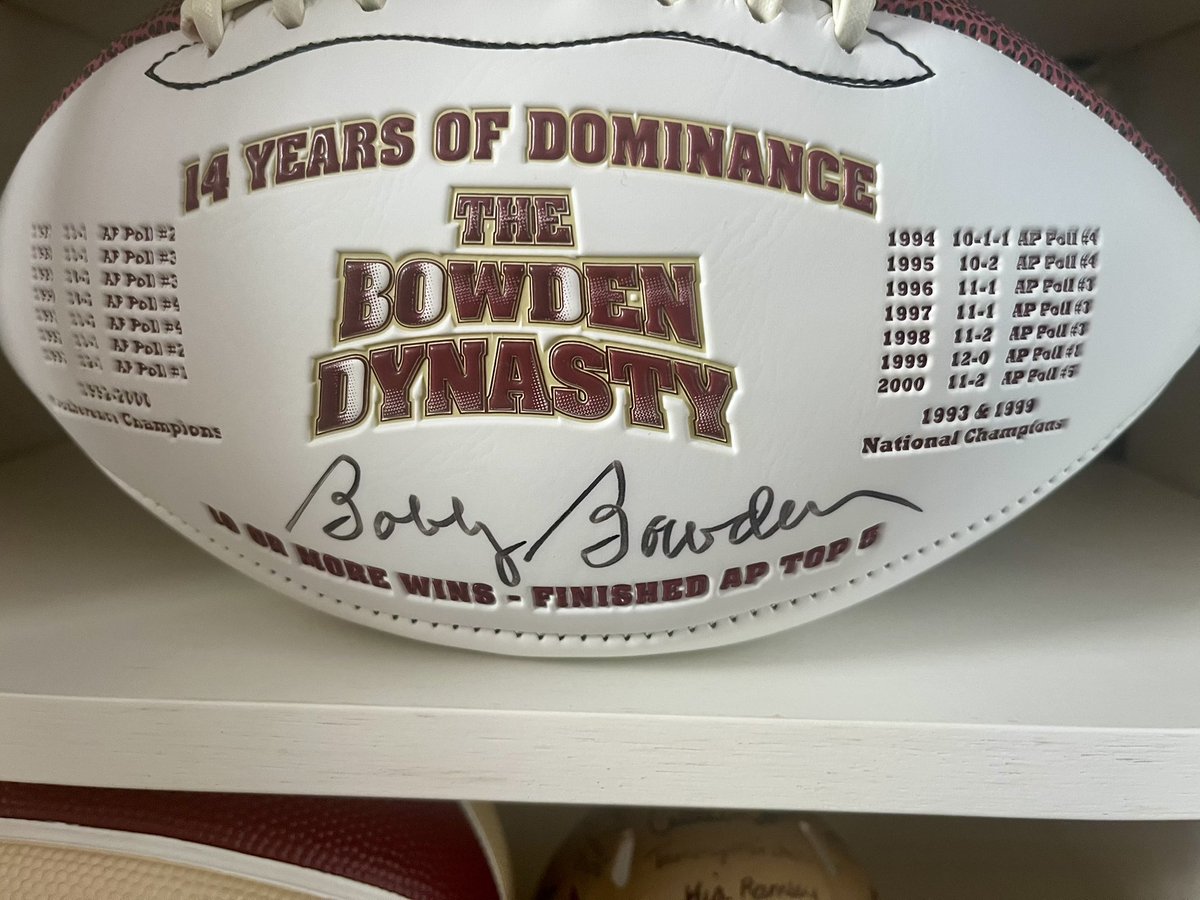 14 YEARS OF DOMINANCE
THE
BOWDEN
DYNASTY
AP Poll #2
AP Poll #3
AP Poll #3
AP Poll #4
AP Poll #4
AP Poll #2
AP Poll #1
Champions
1994 10-1-1 AP Poll #4
1995 10-2 AP Poll #4
1996 11-1 AP Poll #3
1997 11-1 AP Poll #3
1998 11-2 AP Poll #3
1999 12-0 AP Poll #1
2000 11-2 AP Poll #5
1993 & 1999
National Champions
Bobby Bowden
10 OR MORE WINS - FINISHED AP TOP 5